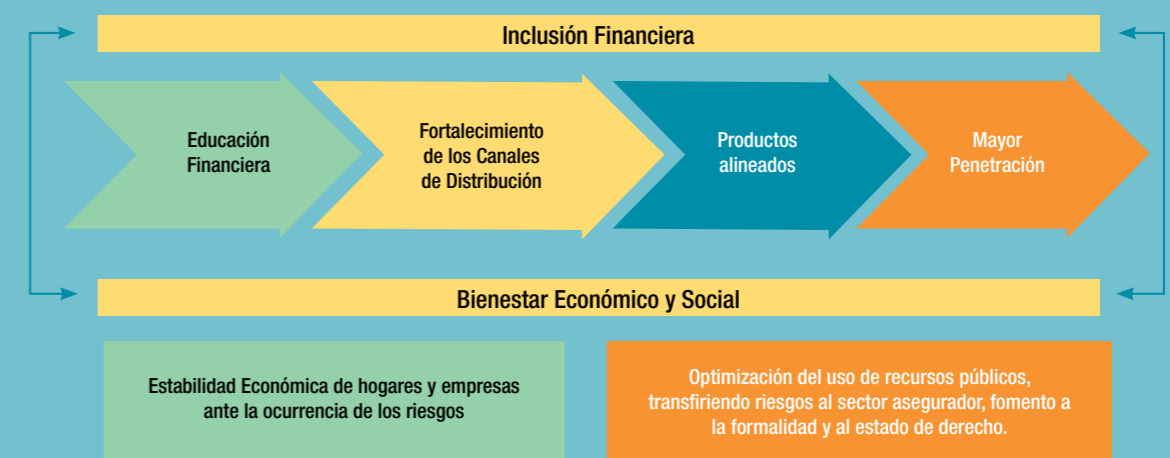 Inclusión Financiera
Educación
Financiera
Fortalecimiento
de los Canales
de Distribución
Productos
alineados
Mayor
Penetración
Bienestar Económico y Social
Estabilidad Económica de hogares y empresas
ante la ocurrencia de los riesgos
Optimización del uso de recursos públicos,
transfiriendo riesgos al sector asegurador, fomento a
la formalidad y al estado de derecho.